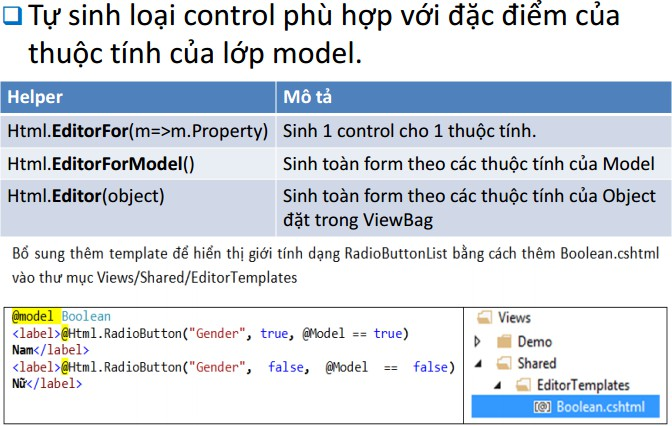 ❑ Tự sinh loại control phù hợp với đặc điểm của
thuộc tính của lớp model.
Helper Mô tả
Html.EditorFor(m=>m.Property) Sinh 1 control cho 1 thuộc tính.
Html.EditorForModel() Sinh toàn form theo các thuộc tính của Model
Html.Editor(object) Sinh toàn form theo các thuộc tính của Object
đặt trong ViewBag
Bổ sung thêm template để hiển thị giới tính dạng RadioButtonList bằng cách thêm Boolean.cshtml
vào thư mục Views/Shared/EditorTemplates
@model Boolean
<label>@Html.RadioButton("Gender", true, @Model == true)
Nam</label>
<label>@Html.RadioButton("Gender", false, @Model == false)
Nữ</label>
Views
Demo
Shared
EditorTemplates
[@] Boolean.cshtml